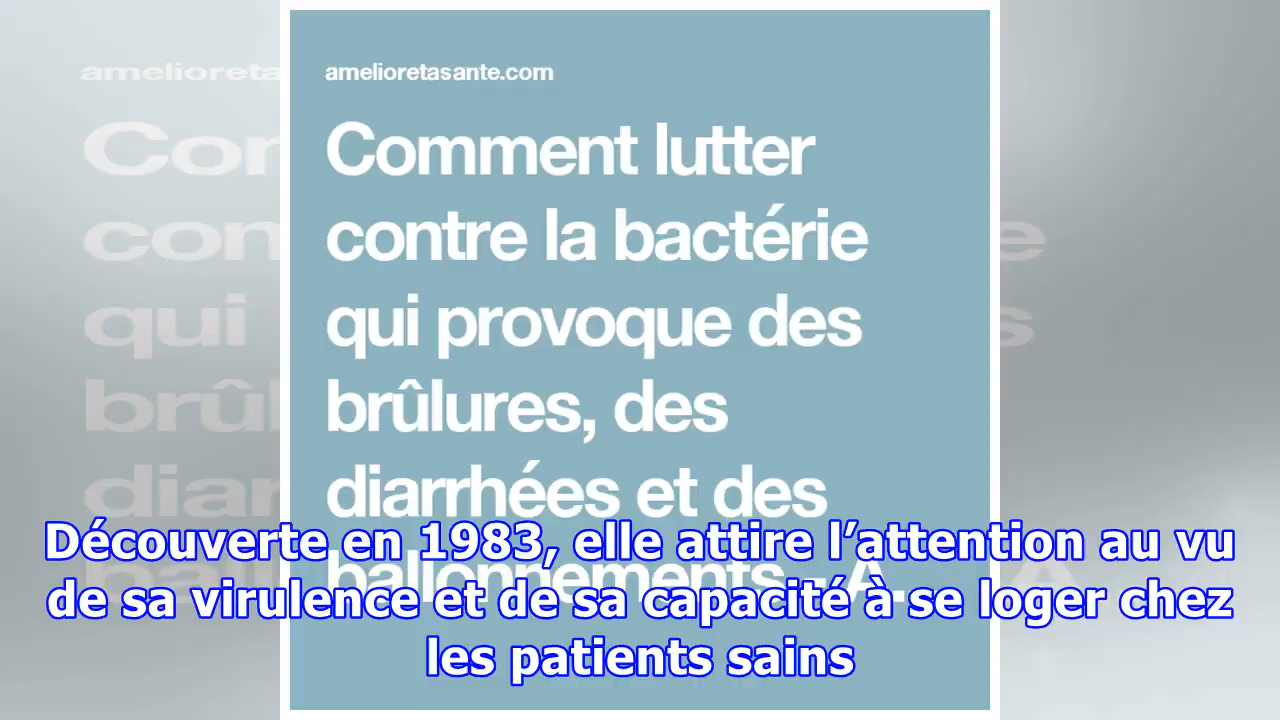 amelioretasante.com
Comment lutter
contre la bactérie
qui provoque des
brûlures, des
diarrhées et des
ballonnements - A.
Découverte en 1983, elle attire l’attention au vu
de sa virulence et de sa capacité à se loger chez
les patients sains